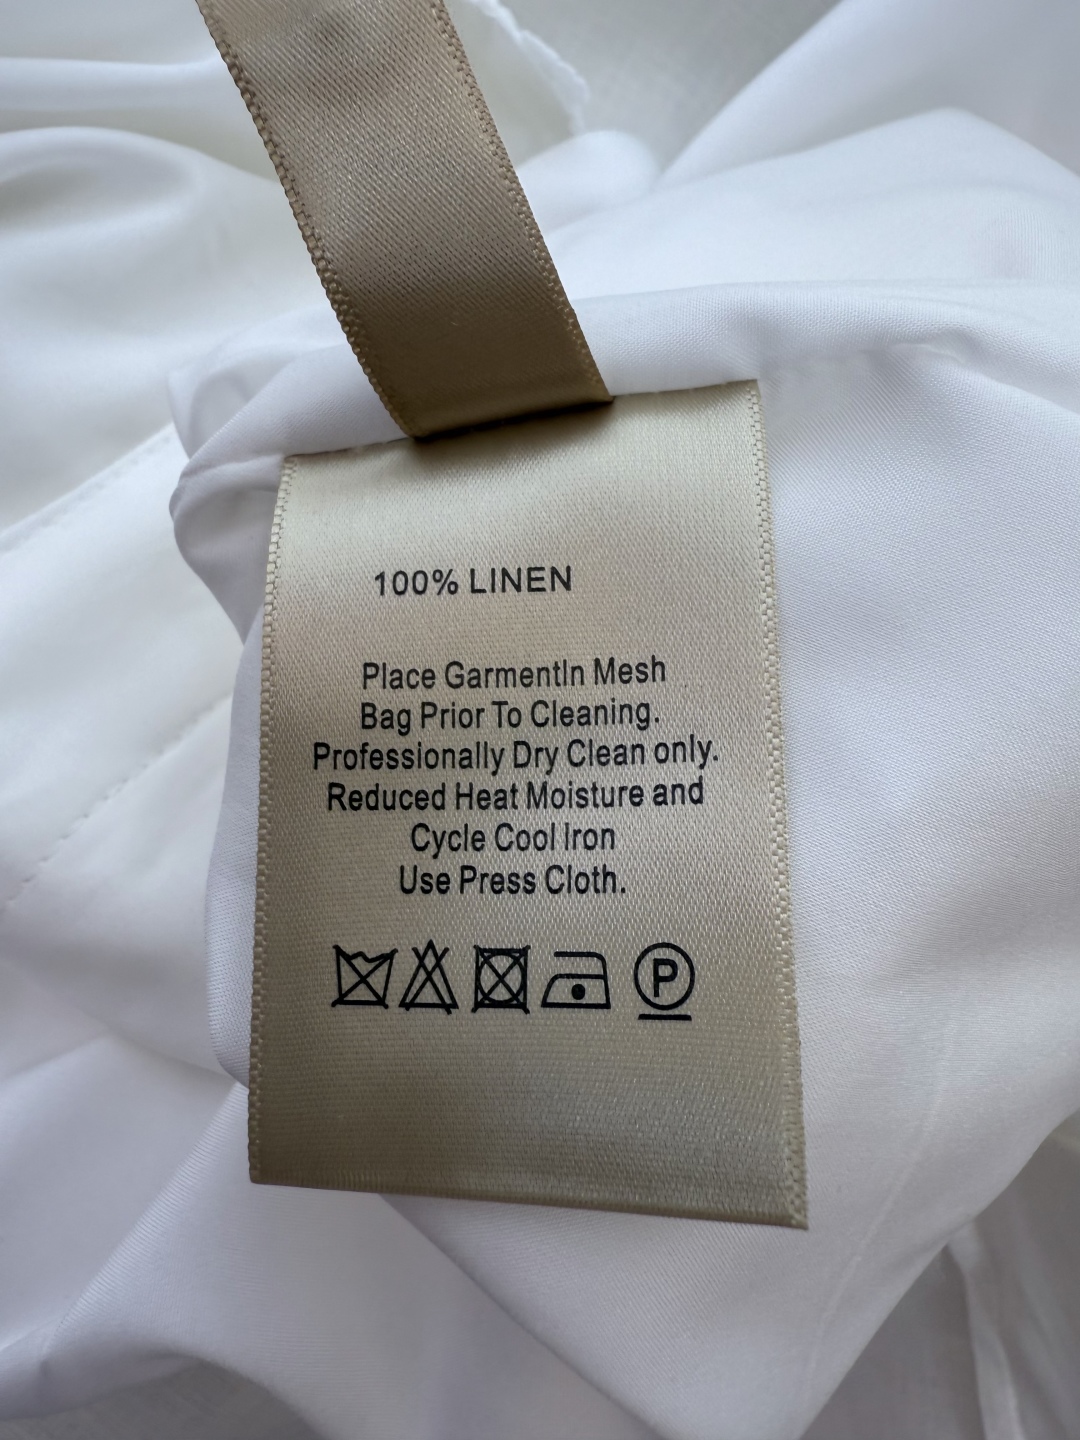 100% LINEN
Place GarmentIn Mesh
Bag Prior To Cleaning.
Professionally Dry Clean only.
Reduced Heat Moisture and
Cycle Cool Iron
Use Press Cloth.
P